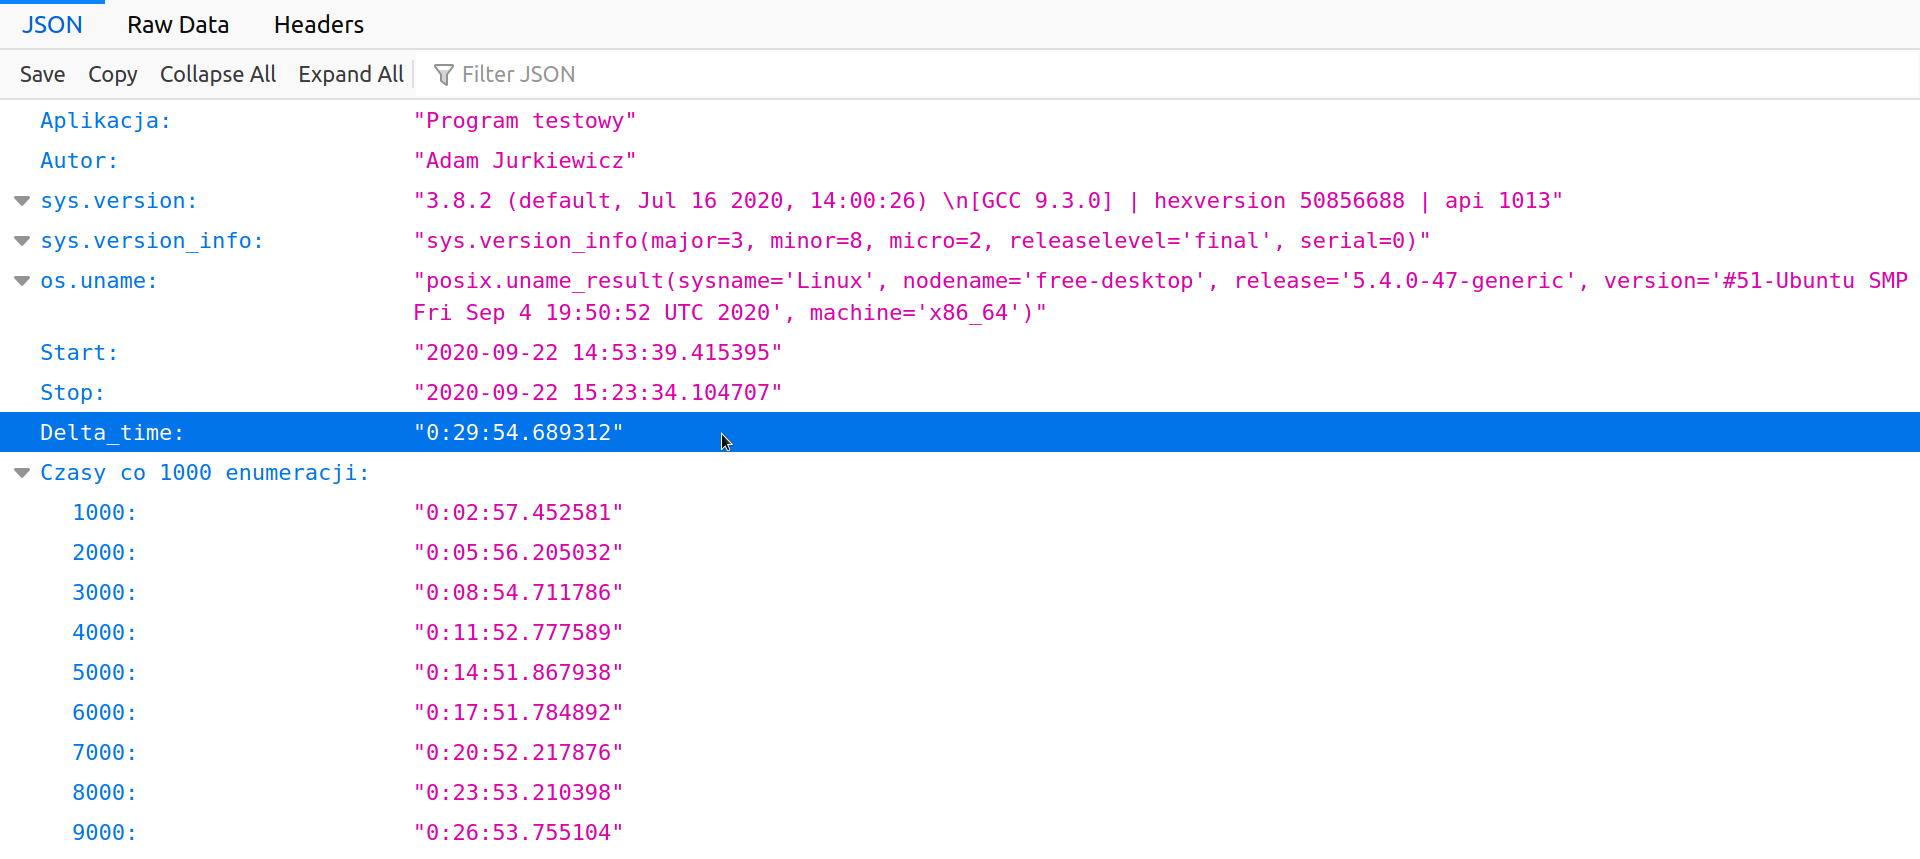 JSON Raw Data Headers
Save Copy Collapse All Expand All Filter JSON
Aplikacja: "Program testowy"
Autor: "Adam Jurkiewicz"
sys.version: "3.8.2 (default, Jul 16 2020, 14:00:26) \n[GCC 9.3.0] | hexversion 50856688 | api 1013"
sys.version_info: "sys.version_info(major=3, minor=8, micro=2, releaselevel='final', serial=0)"
os.uname: "posix.uname_result(sysname='Linux', nodename='free-desktop', release='5.4.0-47-generic', version='#51-Ubuntu SMP
Fri Sep 4 19:50:52 UTC 2020', machine='x86_64')"
Start: "2020-09-22 14:53:39.415395"
Stop: "2020-09-22 15:23:34.104707"
Delta_time: "0:29:54.689312"
Czasy co 1000 enumeracji:
1000: "0:02:57.452581"
2000: "0:05:56.205032"
3000: "0:08:54.711786"
4000: "0:11:52.777589"
5000: "0:14:51.867938"
6000: "0:17:51.784892"
7000: "0:20:52.217876"
8000: "0:23:53.210398"
9000: "0:26:53.755104"